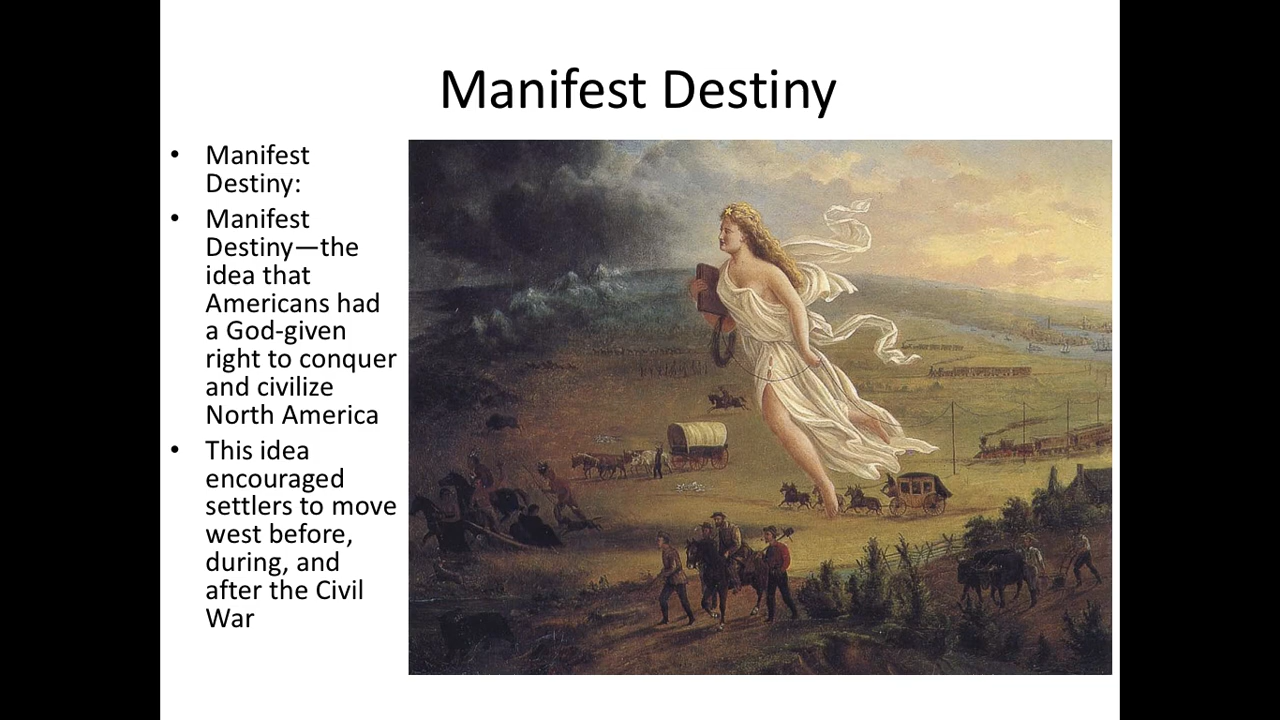 Manifest Destiny
• Manifest
Destiny:
• Manifest
Destiny—the
idea that
Americans had
a God-given
right to conquer
and civilize
North America
• This idea
encouraged
settlers to move
west before,
during, and
after the Civil
War